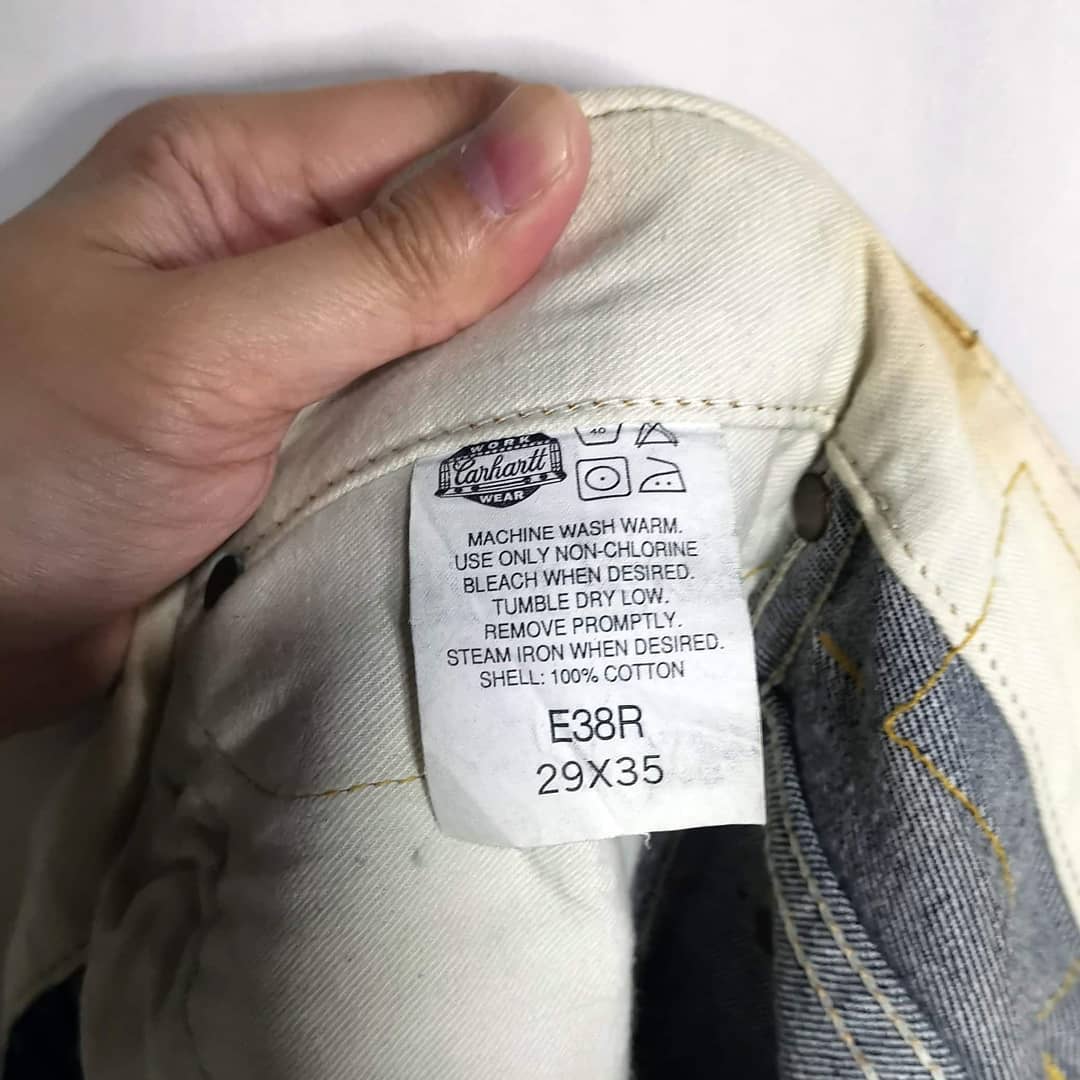 WORK
Carhartt
WEAR
40
MACHINE WASH WARM.
USE ONLY NON-CHLORINE
BLEACH WHEN DESIRED.
TUMBLE DRY LOW.
REMOVE PROMPTLY.
STEAM IRON WHEN DESIRED.
SHELL: 100% COTTON
E38R
29X35